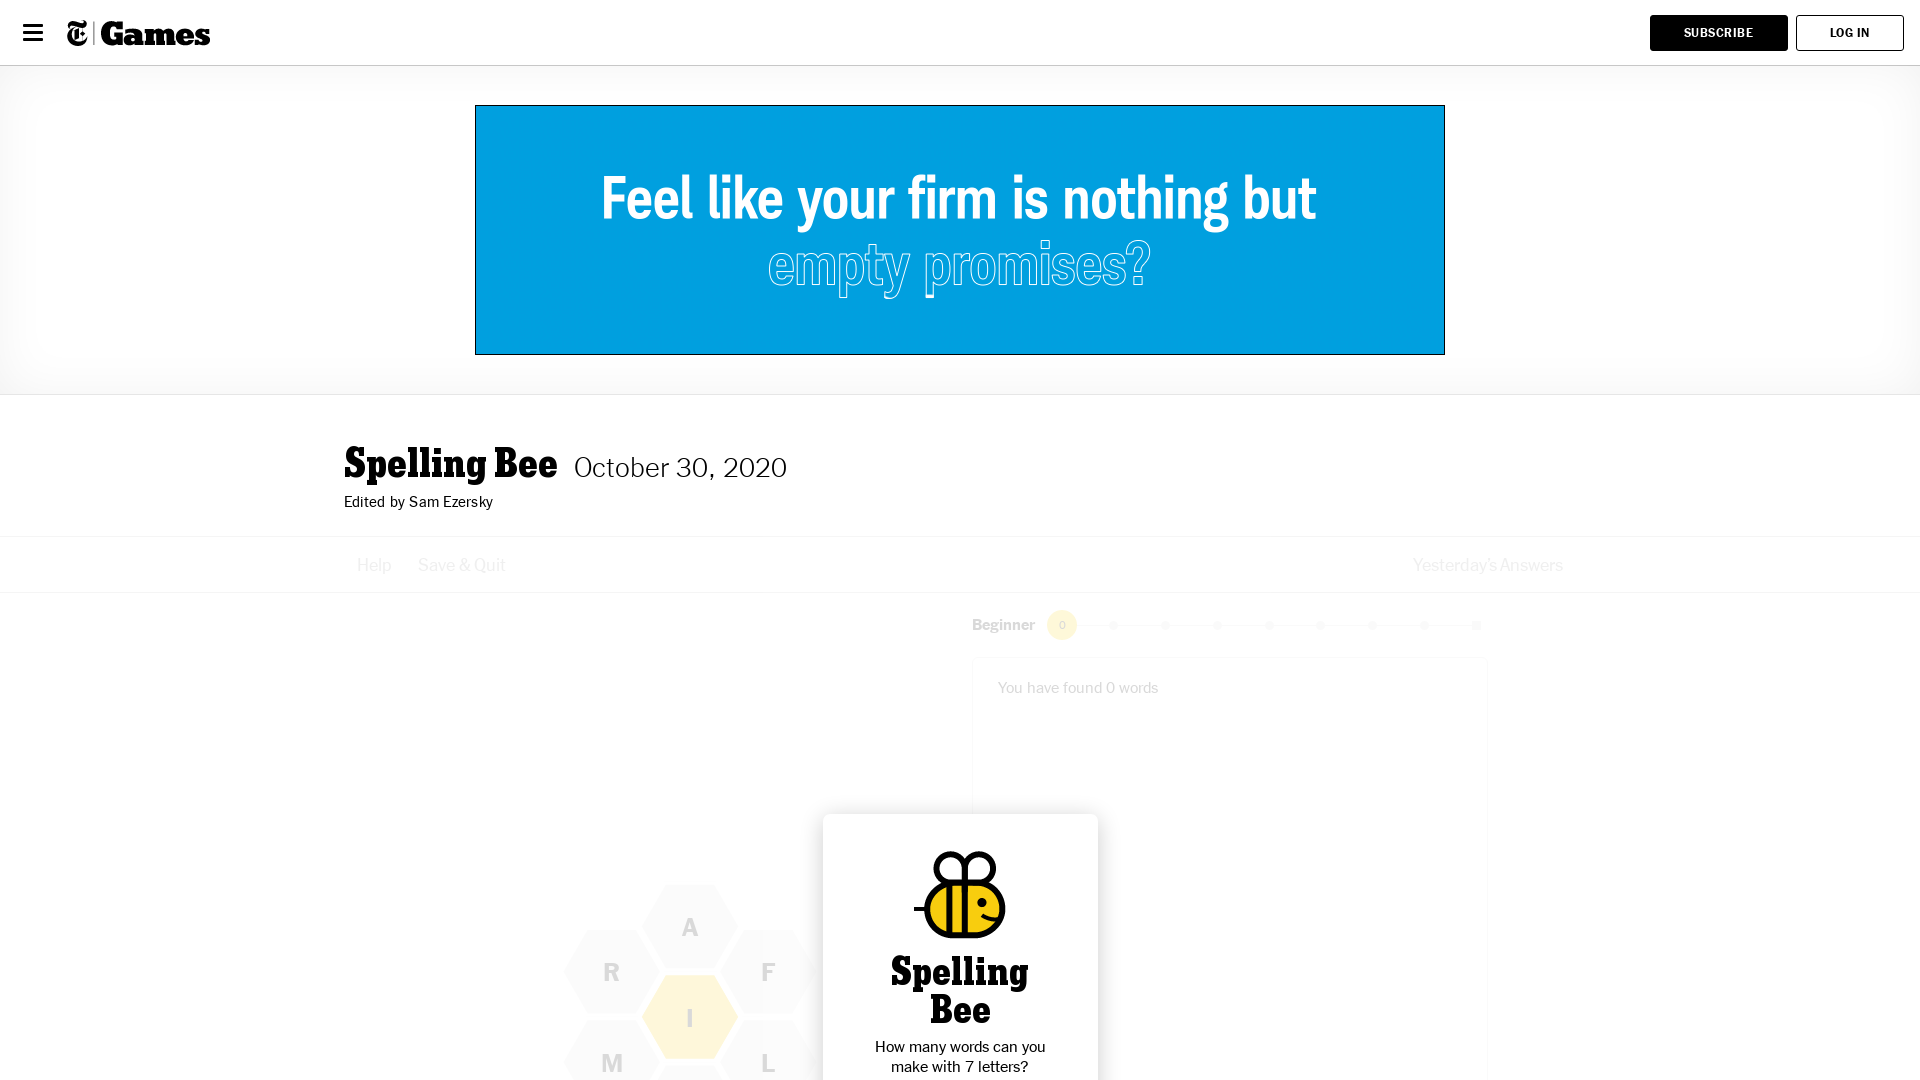 Games
SUBSCRIBE
LOG IN
Feel like your firm is nothing but
empty promises?
Spelling Bee October 30, 2020
Edited by Sam Ezersky
Help
Save & Quit
Yesterday's Answers
Beginner
0
You have found 0 words
A
R
F
I
M
L
Spelling
Bee
How many words can you
make with 7 letters?